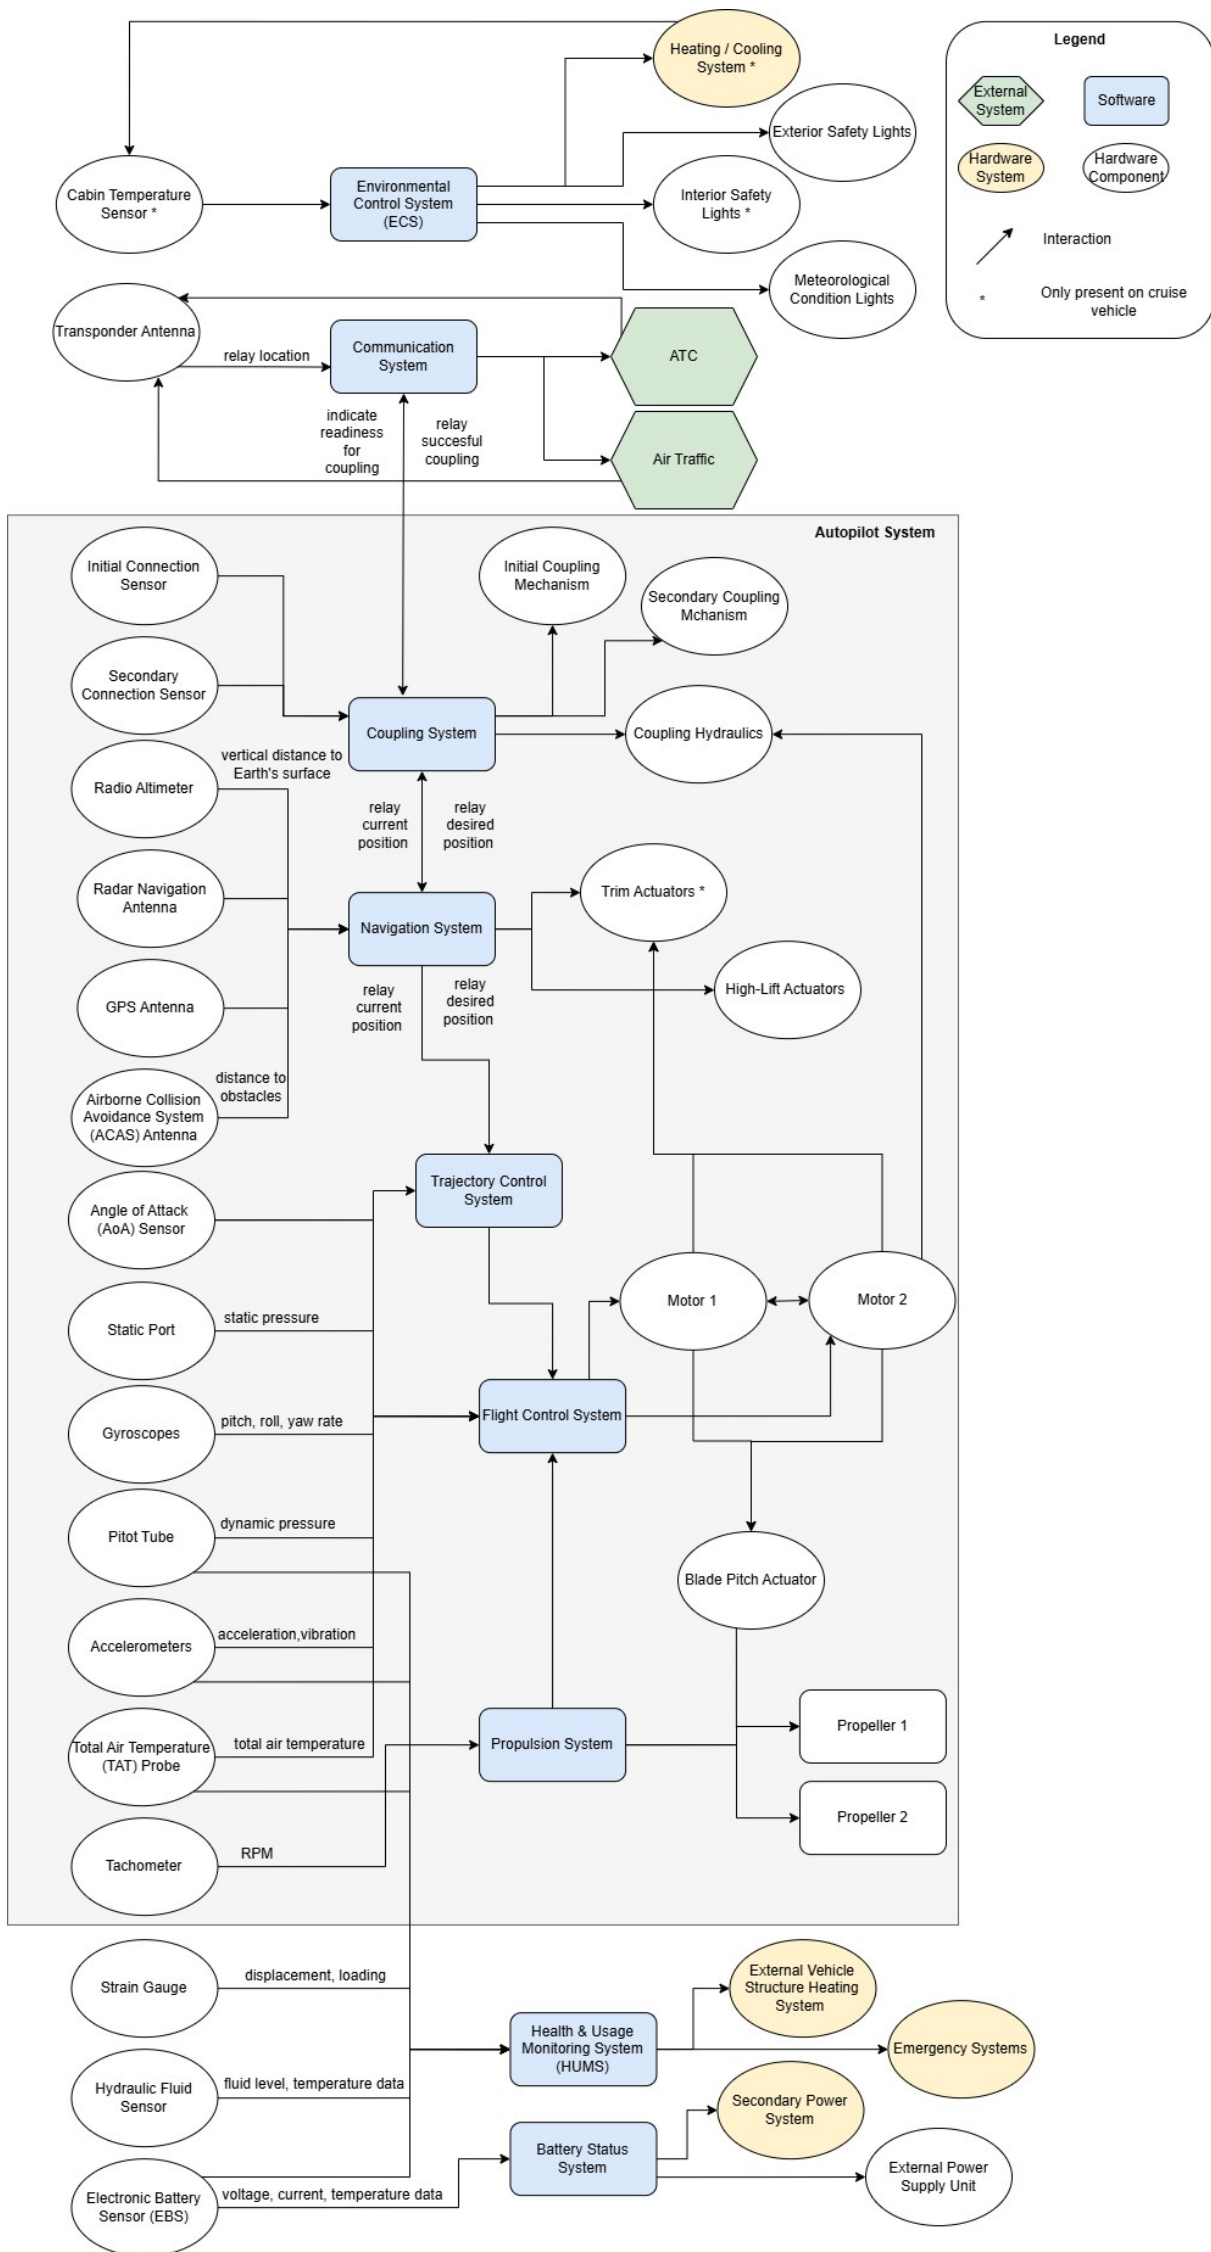 Heating / Cooling
System *
Legend
External
System
Software
Hardware
System
Hardware
Component
Interaction
*
Only present on cruise
vehicle
Exterior Safety Lights
Cabin Temperature
Sensor *
Environmental
Control System
(ECS)
Interior Safety
Lights *
Meteorological
Condition Lights
Transponder Antenna
relay location
Communication
System
ATC
indicate
readiness
for
coupling
relay
succesful
coupling
Air Traffic
Autopilot System
Initial Connection
Sensor
Initial Coupling
Mechanism
Secondary Coupling
Mchanism
Secondary
Connection Sensor
Coupling System
Coupling Hydraulics
Radio Altimeter
vertical distance to
Earth's surface
relay
current
position
relay
desired
position
Radar Navigation
Antenna
Navigation System
Trim Actuators *
High-Lift Actuators
GPS Antenna
relay
current
position
relay
desired
position
Airborne Collision
Avoidance System
(ACAS) Antenna
distance to
obstacles
Trajectory Control
System
Angle of Attack
(AoA) Sensor
Motor 1
Motor 2
Static Port
static pressure
Flight Control System
Gyroscopes
pitch, roll, yaw rate
Pitot Tube
dynamic pressure
Blade Pitch Actuator
Accelerometers
acceleration,vibration
Propeller 1
Total Air Temperature
(TAT) Probe
total air temperature
Propulsion System
Propeller 2
Tachometer
RPM
Strain Gauge
displacement, loading
External Vehicle
Structure Heating
System
Health & Usage
Monitoring System
(HUMS)
Emergency Systems
Hydraulic Fluid
Sensor
fluid level, temperature data
Secondary Power
System
Battery Status
System
External Power
Supply Unit
Electronic Battery
Sensor (EBS)
voltage, current, temperature data